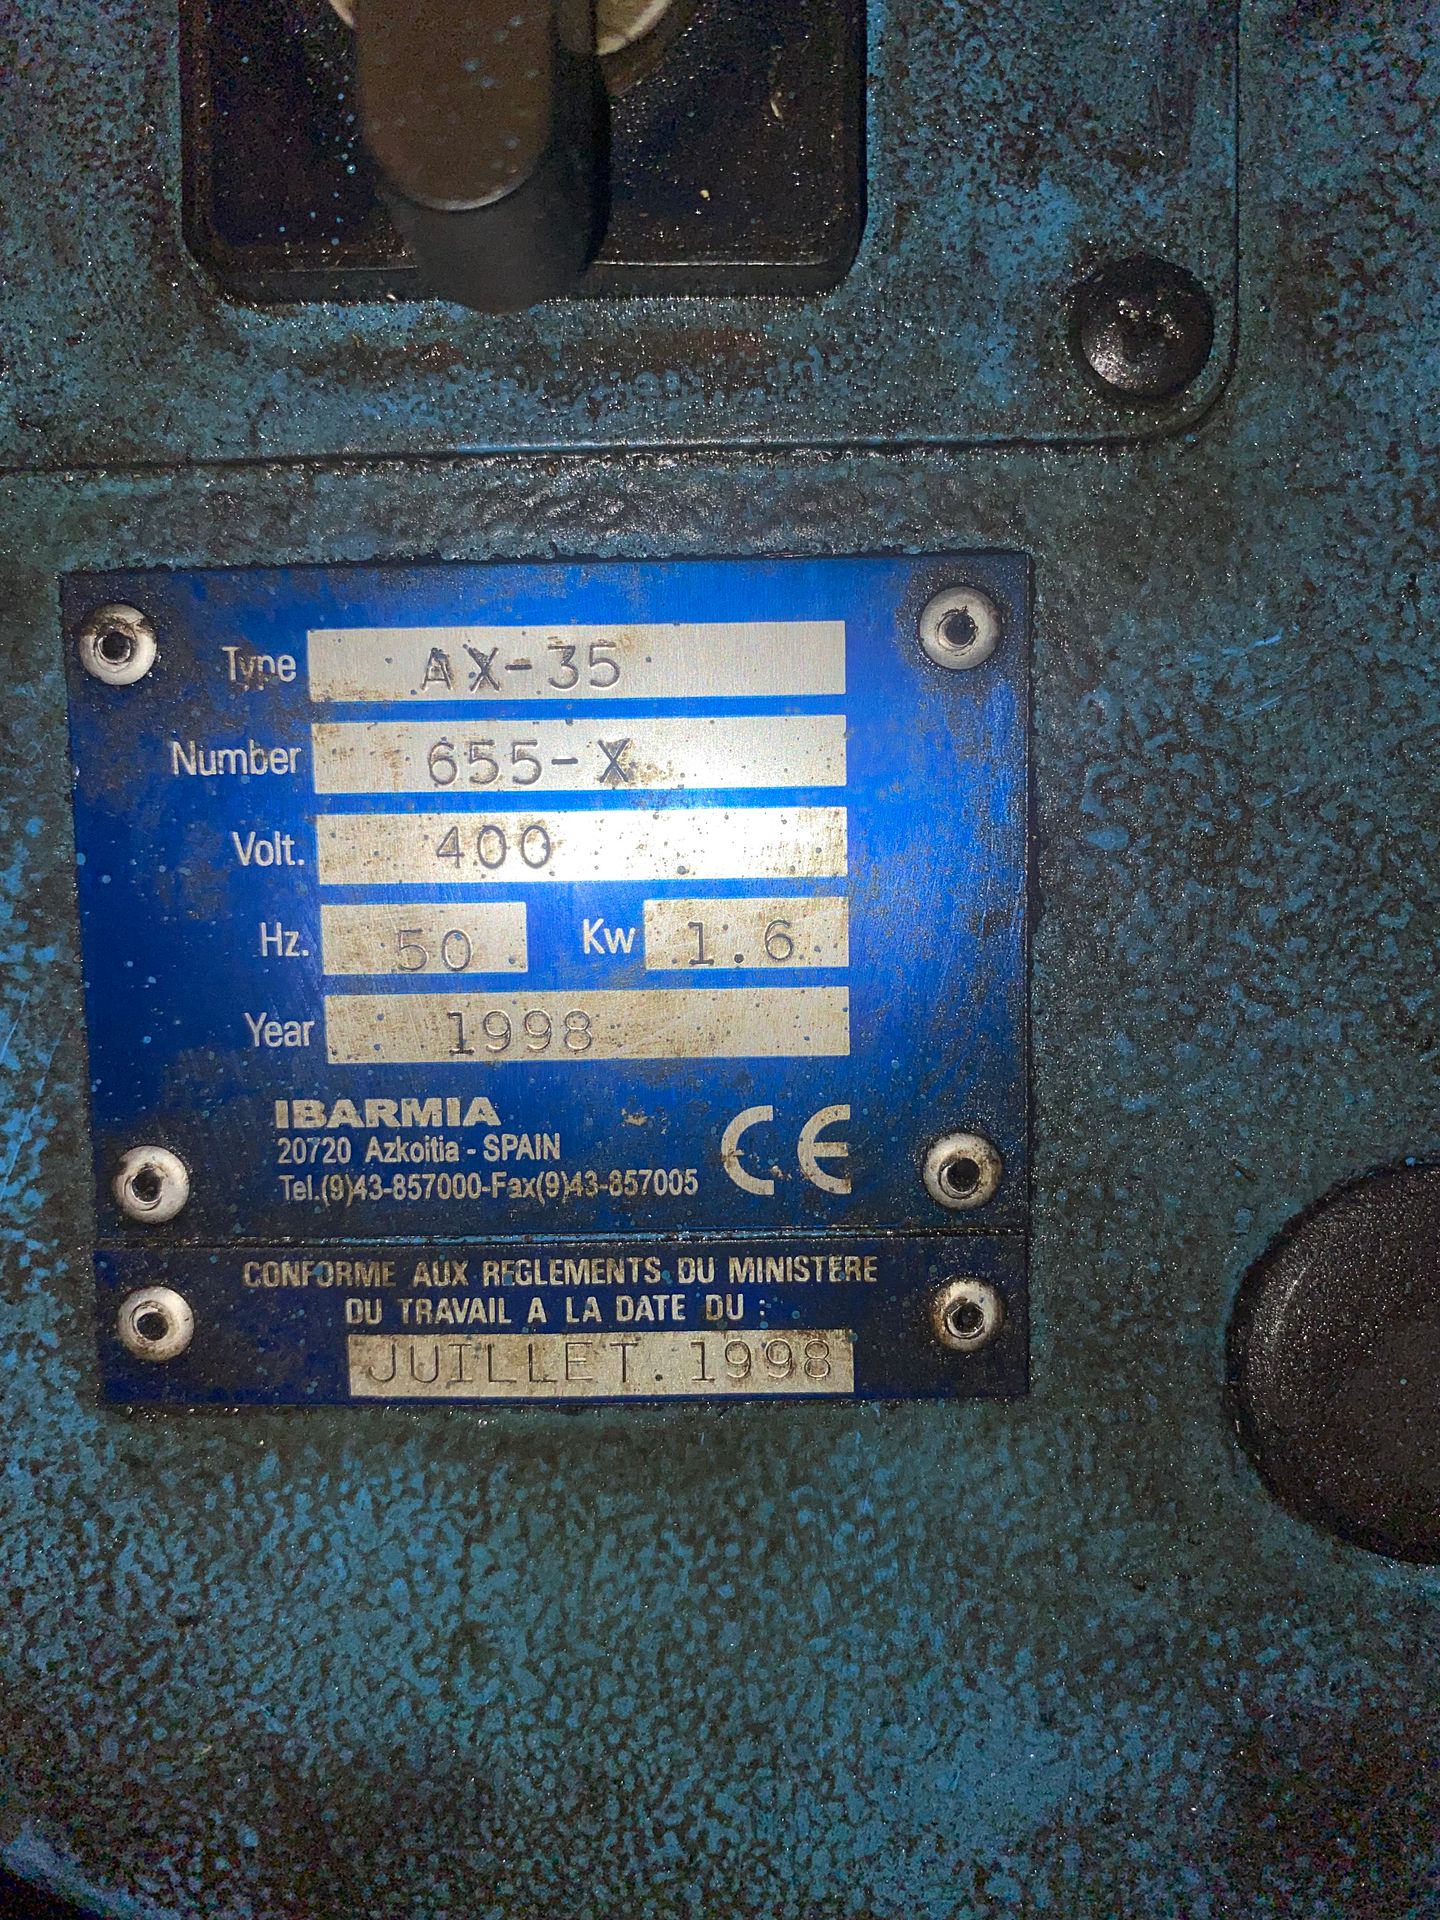 Type AX-35
Number 655-X
Volt. 400
Hz. 50 Kw 1.6
Year 1998
IBARMIA
20720 Azkoitia - SPAIN
Tel.(9)43-857000-Fax(9)43-857005
CE
CONFORME AUX REGLEMENTS DU MINISTERE
DU TRAVAIL A LA DATE DU :
JUILLET 1998